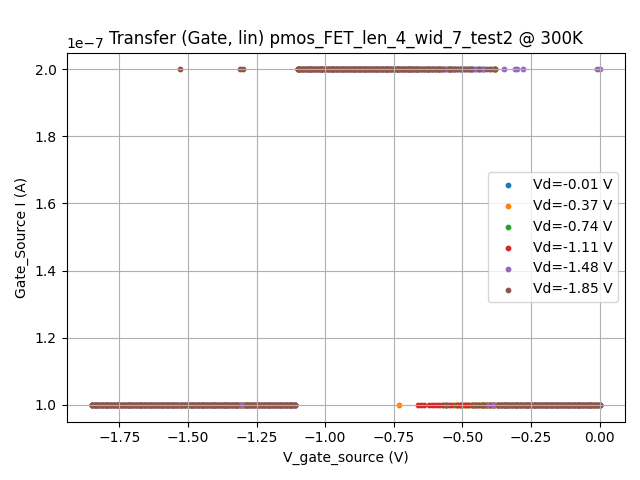 Transfer (Gate, lin) pmos_FET_len_4_wid_7_test2 @ 300K
1e−7
2.0
1.8
1.6
1.4
1.2
1.0
Gate_Source I (A)
Vd=-0.01 V
Vd=-0.37 V
Vd=-0.74 V
Vd=-1.11 V
Vd=-1.48 V
Vd=-1.85 V
−1.75 −1.50 −1.25 −1.00 −0.75 −0.50 −0.25 0.00
V_gate_source (V)